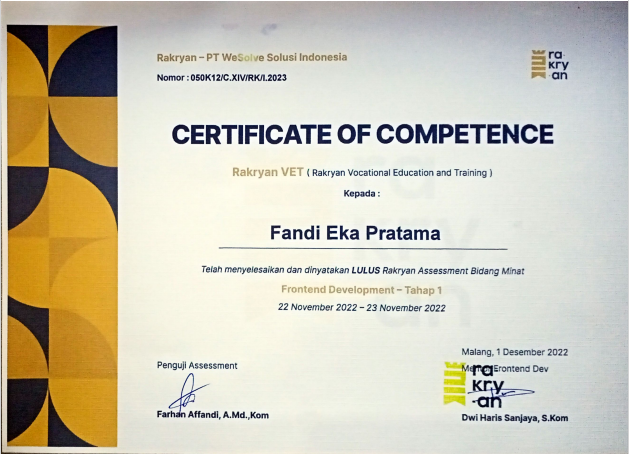 Rakryan – PT WeSolve Solusi Indonesia
Nomor : 050K12/C.XIV/RK/I.2023
ra
kry
an
CERTIFICATE OF COMPETENCE
Rakryan VET ( Rakryan Vocational Education and Training )
Kepada :
Fandi Eka Pratama
Telah menyelesaikan dan dinyatakan LULUS Rakryan Assessment Bidang Minat
Frontend Development – Tahap 1
22 November 2022 – 23 November 2022
Malang, 1 Desember 2022
Penguji Assessment
Frontend Dev
ra
kry
an
Farhan Affandi, A.Md.,Kom
Dwi Haris Sanjaya, S.Kom